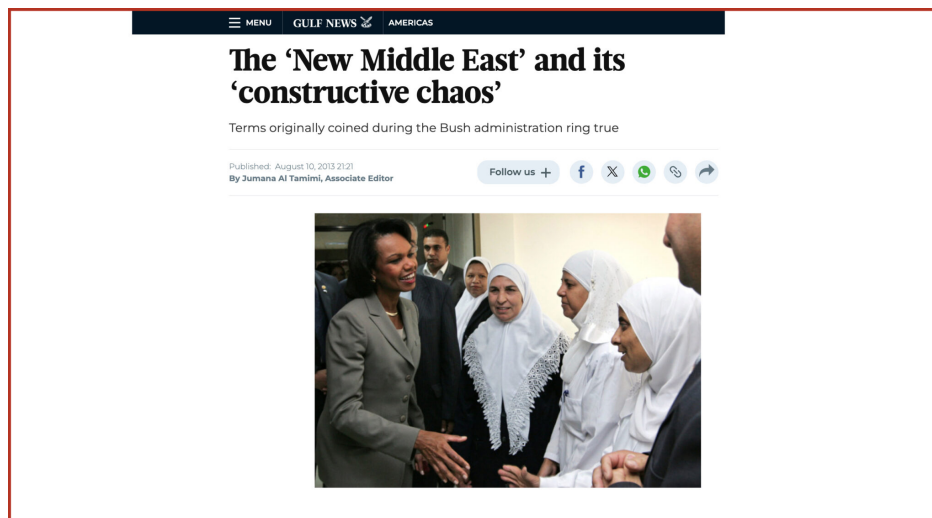 MENU GULF NEWS AMERICAS
The ‘New Middle East’ and its
‘constructive chaos’
Terms originally coined during the Bush administration ring true
Published: August 10, 2013 21:21
By Jumana Al Tamimi, Associate Editor
Follow us +